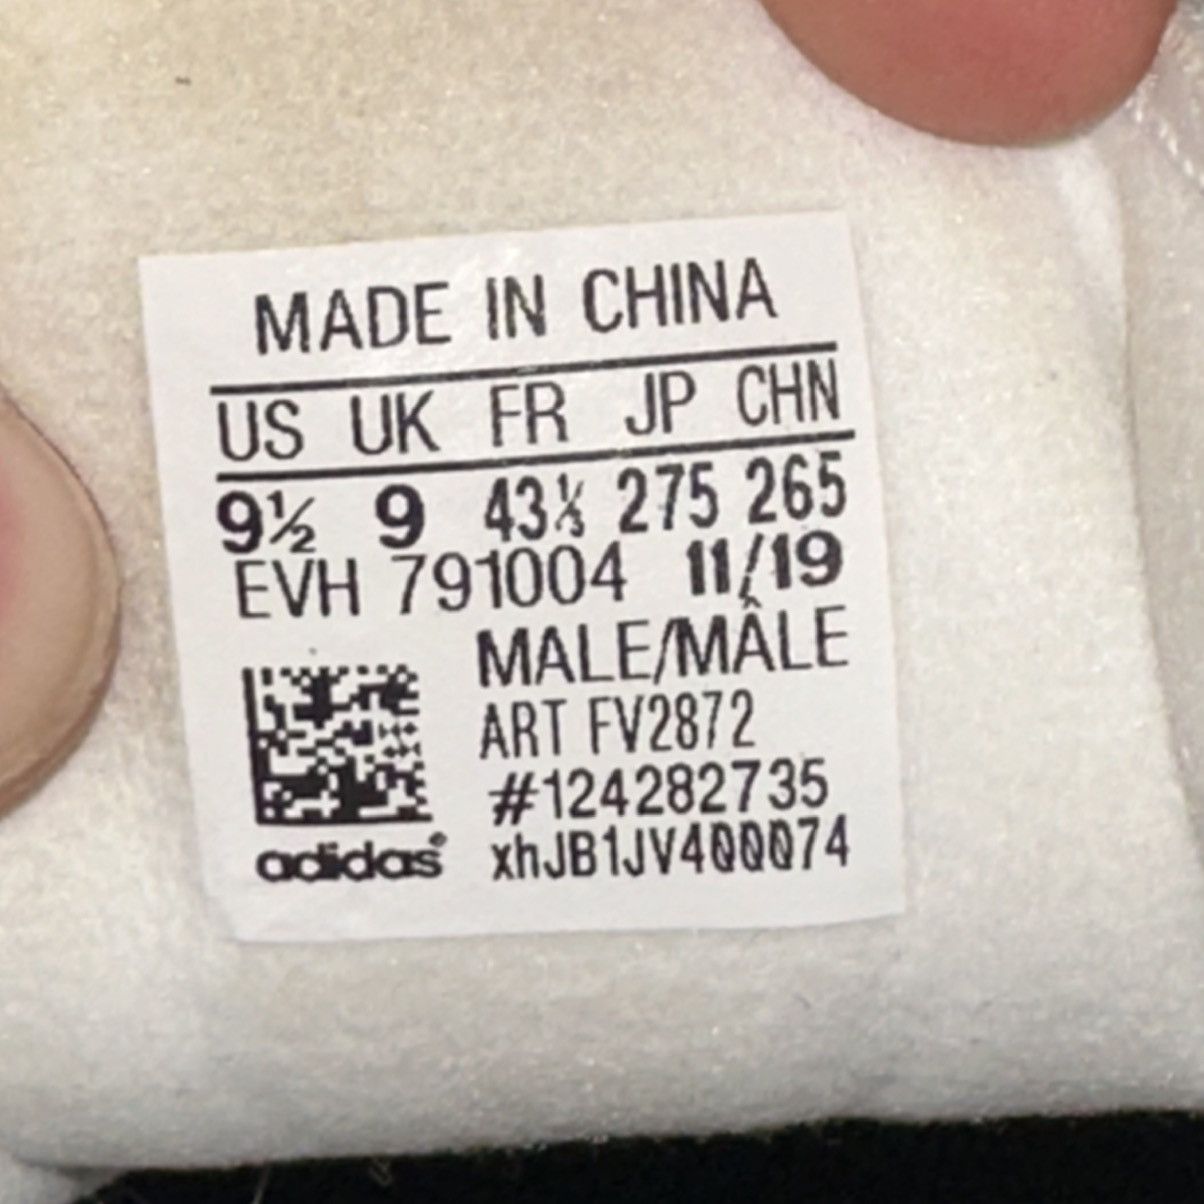 MADE IN CHINA
US UK FR JP CHN
9½ 9 43⅓ 275 265
EVH 791004 11/19
MALE/MÂLE
ART FV2872
#124282735
adidas® xhJB1JV400074